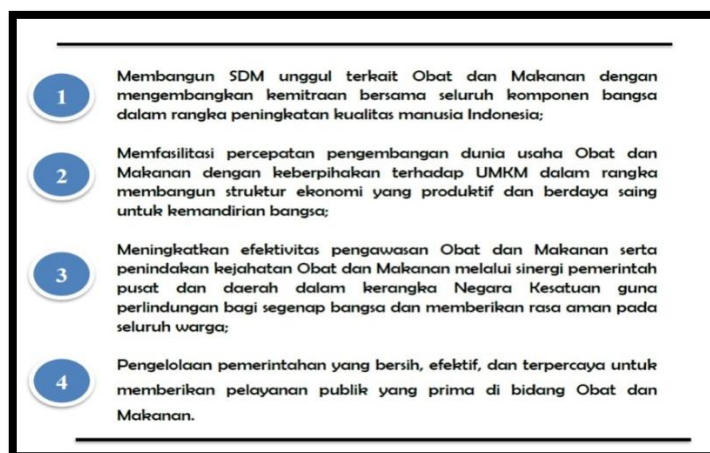 1
Membangun SDM unggul terkait Obat dan Makanan dengan
mengembangkan kemitraan bersama seluruh komponen bangsa
dalam rangka peningkatan kualitas manusia Indonesia;
2
Memfasilitasi percepatan pengembangan dunia usaha Obat dan
Makanan dengan keberpihakan terhadap UMKM dalam rangka
membangun struktur ekonomi yang produktif dan berdaya saing
untuk kemandirian bangsa;
3
Meningkatkan efektivitas pengawasan Obat dan Makanan serta
penindakan kejahatan Obat dan Makanan melalui sinergi pemerintah
pusat dan daerah dalam kerangka Negara Kesatuan guna
perlindungan bagi segenap bangsa dan memberikan rasa aman pada
seluruh warga;
4
Pengelolaan pemerintahan yang bersih, efektif, dan terpercaya untuk
memberikan pelayanan publik yang prima di bidang Obat dan
Makanan.